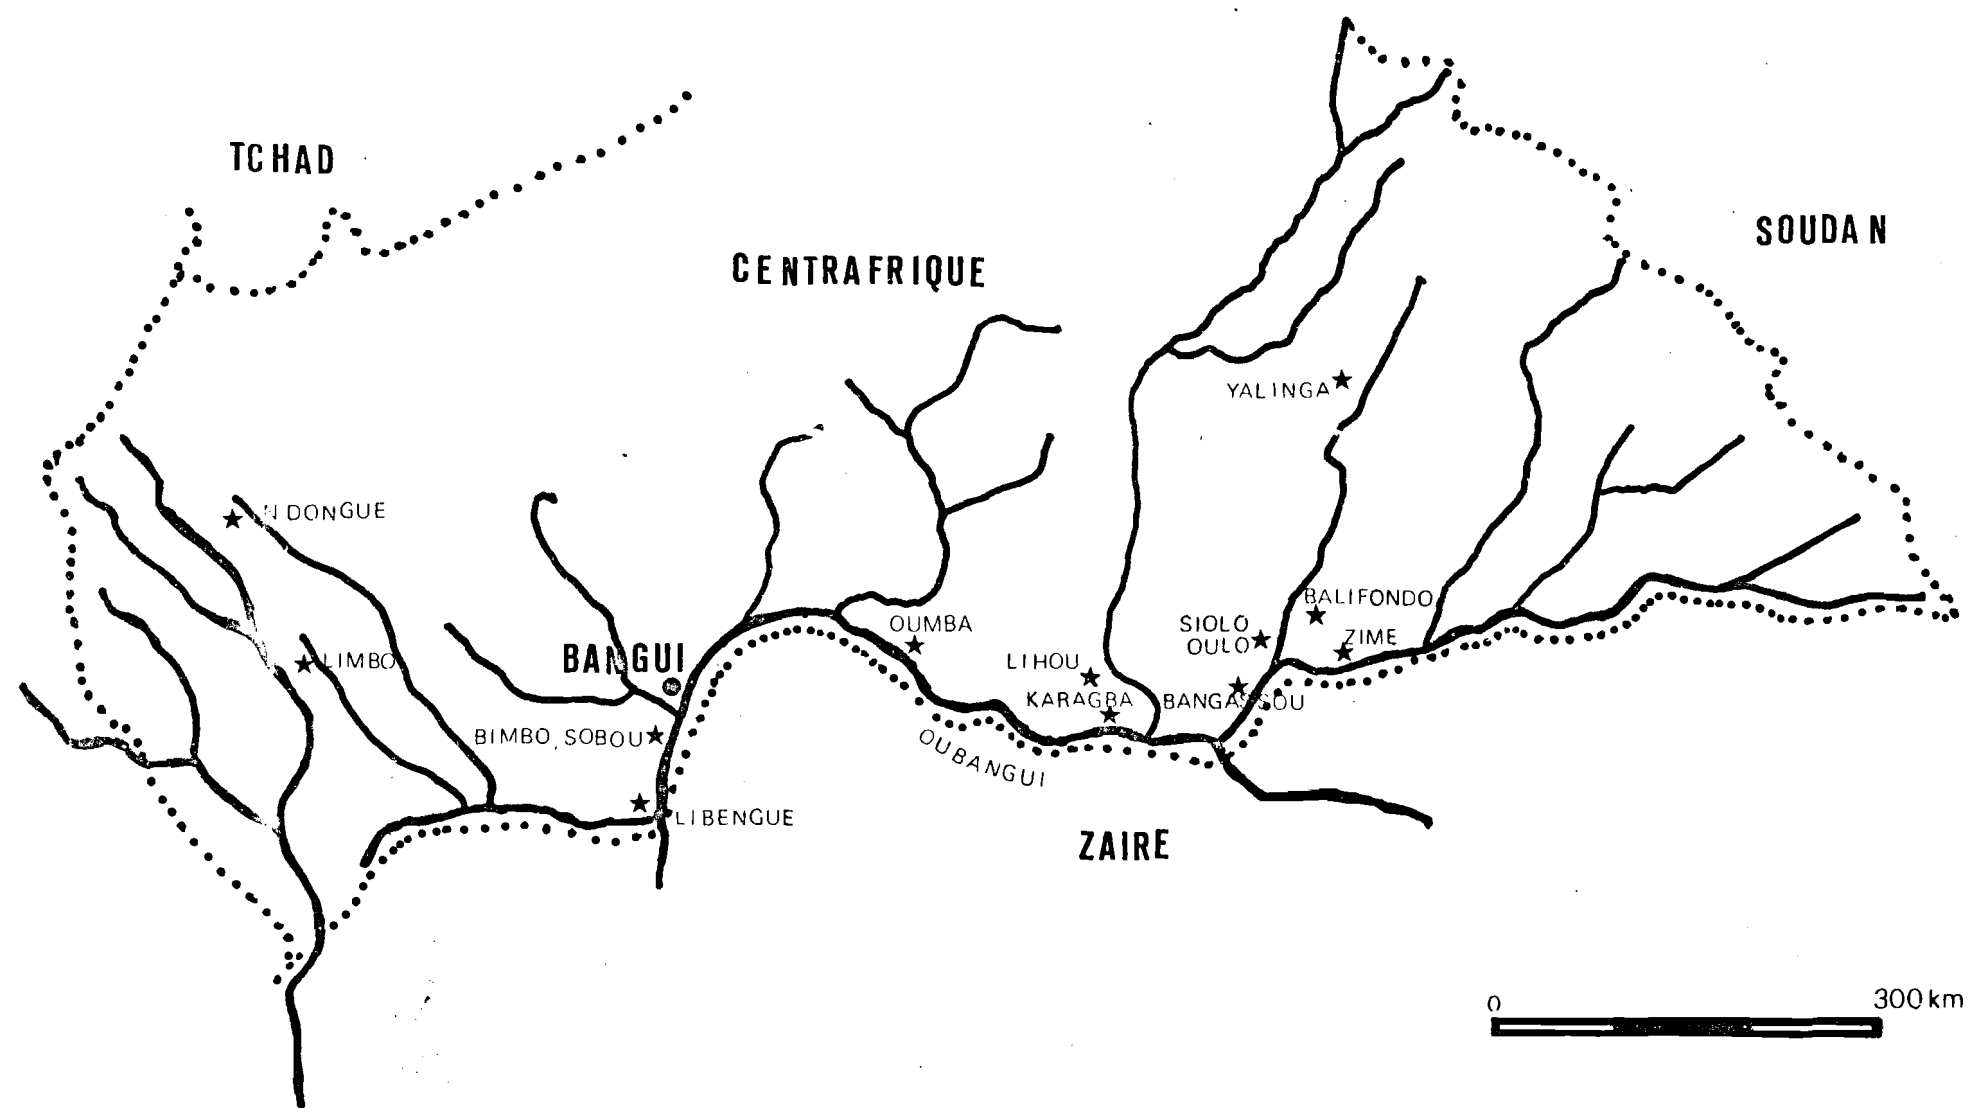 TCHAD
SOUDAN
CENTRAFRIQUE
YALINGA
NDONGUE
BALIFONDO
OUMBA
SIOLO
OULO
ZIME
BANGUI
LIMBO
LIHOU
KARAGBA
BANGASSOU
BIMBO, SOBOU
OUBANGUI
LIBENGUE
ZAIRE
0
300 km